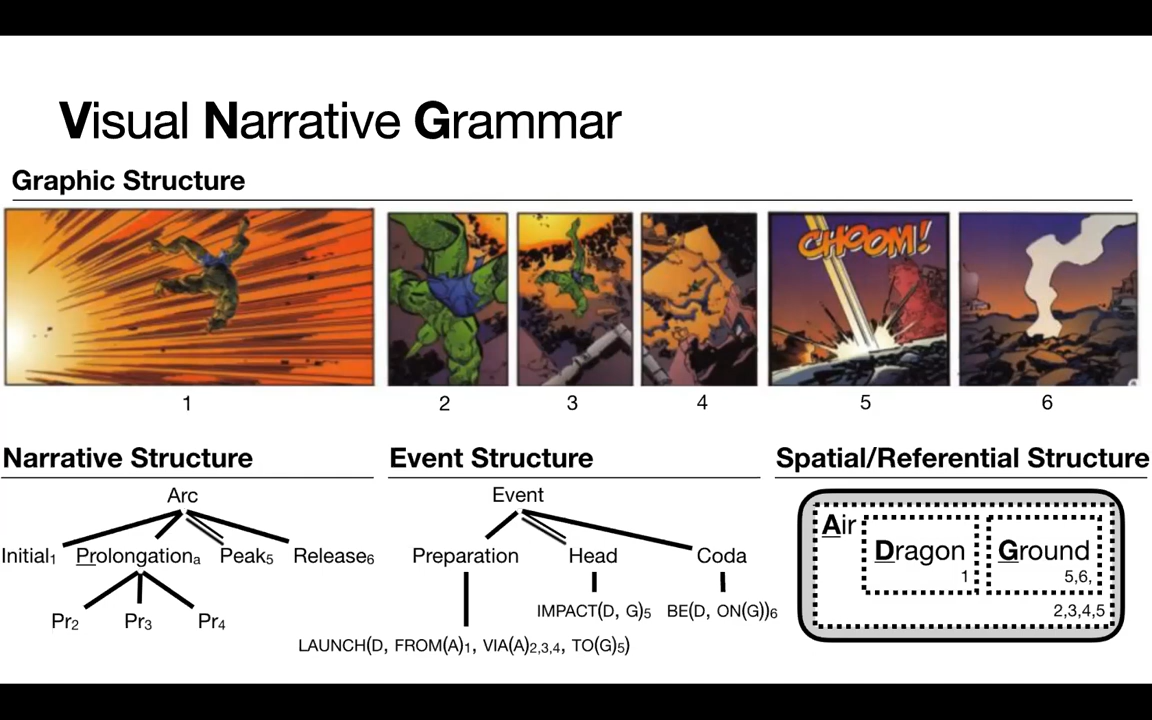 Visual Narrative Grammar
Graphic Structure
CHOOM!
1 2 3 4 5 6
Narrative Structure
Arc
Initial1 Prolongationa Peak5 Release6
Pr2 Pr3 Pr4
Event Structure
Event
Preparation Head Coda
IMPACT(D, G)5 BE(D, ON(G))6
LAUNCH(D, FROM(A)1, VIA(A)2,3,4, TO(G)5)
Spatial/Referential Structure
Air
Dragon Ground
1 5,6,
2,3,4,5